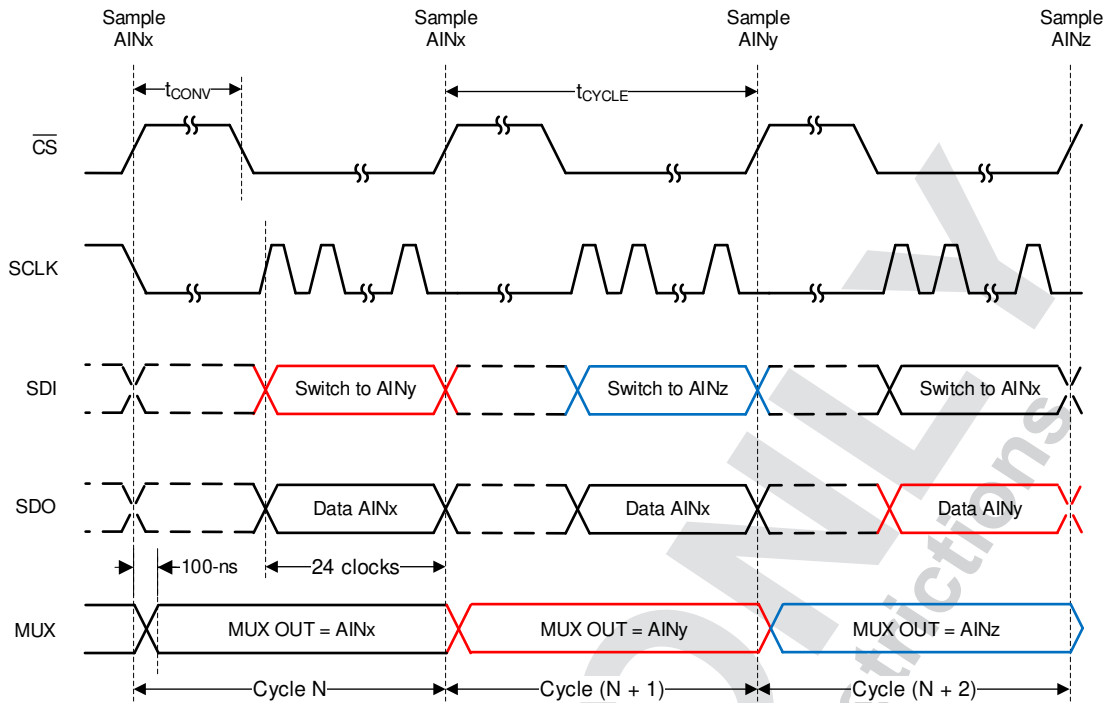 Sample
AINx
Sample
AINx
Sample
AINy
Sample
AINz
tCONV
tCYCLE
CS
SCLK
SDI
Switch to AINy
Switch to AINz
Switch to AINx
SDO
Data AINx
Data AINx
Data AINy
100-ns
24 clocks
MUX
MUX OUT = AINx
MUX OUT = AINy
MUX OUT = AINz
Cycle N
Cycle (N + 1)
Cycle (N + 2)
ONLY